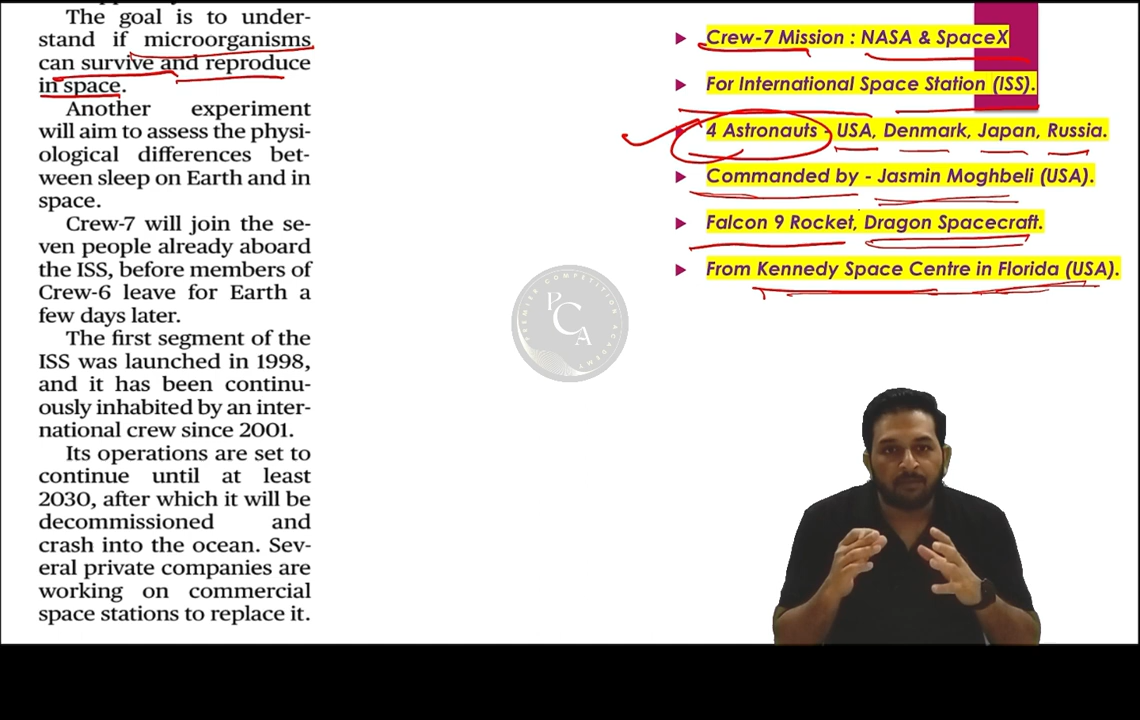 The goal is to under-
stand if microorganisms
can survive and reproduce
in space.
Another experiment
will aim to assess the physi-
ological differences bet-
ween sleep on Earth and in
space.
Crew-7 will join the se-
ven people already aboard
the ISS, before members of
Crew-6 leave for Earth a
few days later.
The first segment of the
ISS was launched in 1998,
and it has been continu-
ously inhabited by an inter-
national crew since 2001.
Its operations are set to
continue until at least
2030, after which it will be
decommissioned and
crash into the ocean. Sev-
eral private companies are
working on commercial
space stations to replace it.
Crew-7 Mission : NASA & SpaceX
For International Space Station (ISS).
4 Astronauts - USA, Denmark, Japan, Russia.
Commanded by - Jasmin Moghbeli (USA).
Falcon 9 Rocket, Dragon Spacecraft.
From Kennedy Space Centre in Florida (USA).
PREMIER COMPETITION ACADEMY
PCA